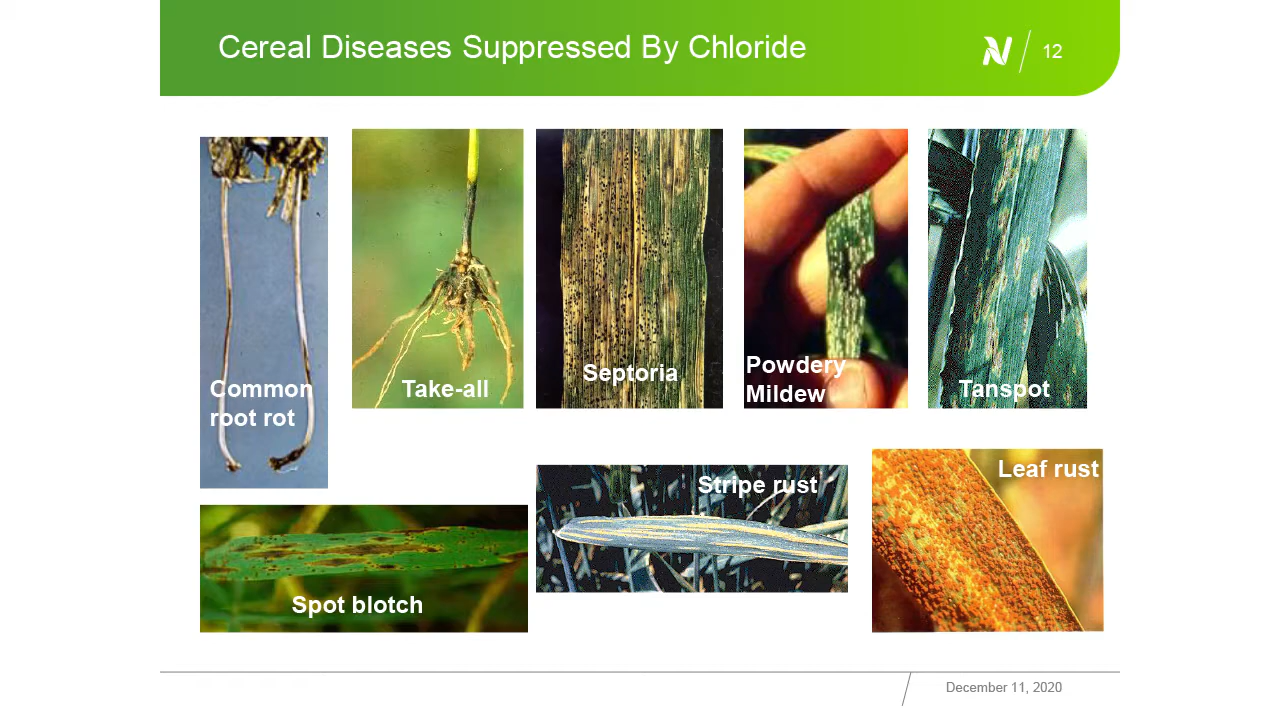 Cereal Diseases Suppressed By Chloride
12
Common
root rot
Take-all
Septoria
Powdery
Mildew
Tanspot
Spot blotch
Stripe rust
Leaf rust
December 11, 2020